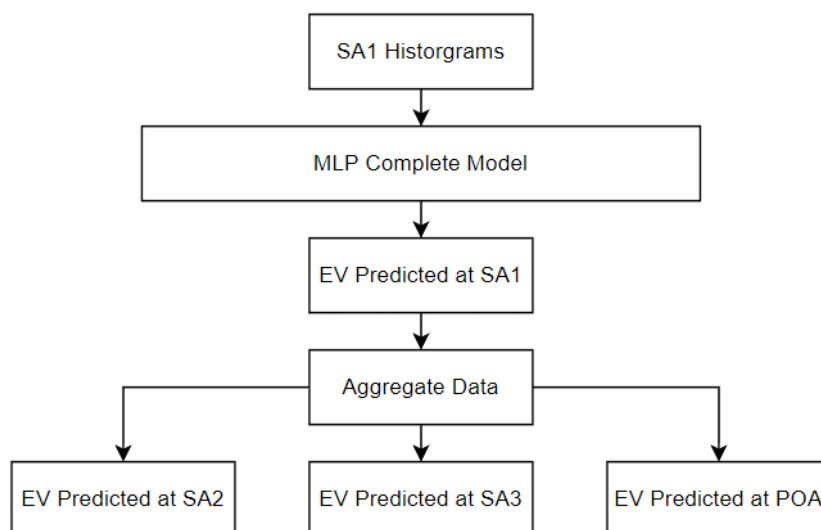 SA1 Historgrams
MLP Complete Model
EV Predicted at SA1
Aggregate Data
EV Predicted at SA2
EV Predicted at SA3
EV Predicted at POA